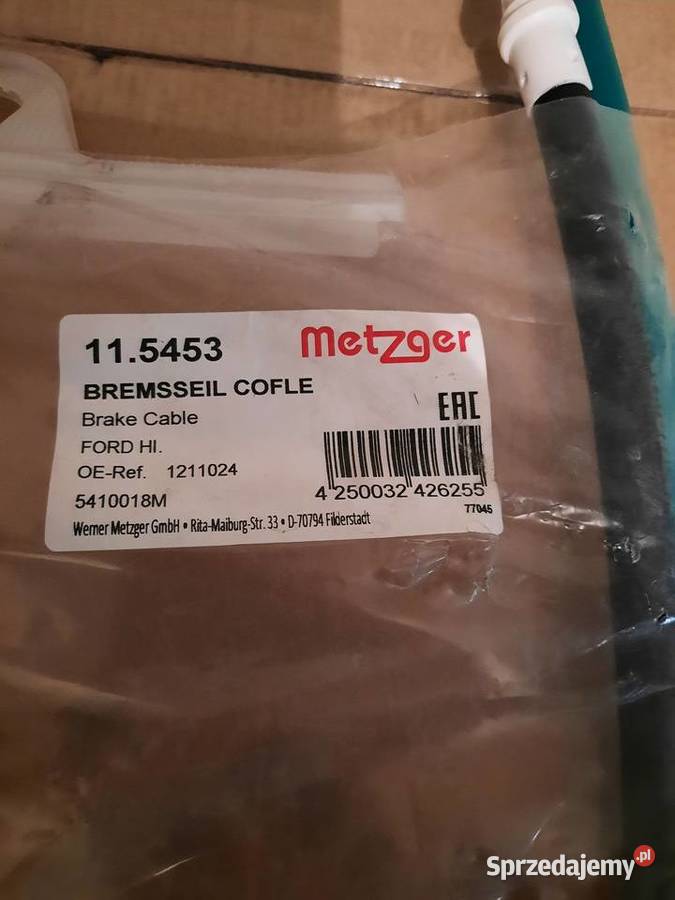 11.5453
metzger
BREMSSEIL COFLE
Brake Cable
EAC
FORD HI.
OE-Ref. 1211024
5410018M
4 250032 426255
77045
Werner Metzger GmbH • Rita-Maiburg-Str. 33 • D-70794 Filderstadt
Sprzedajemy.pl